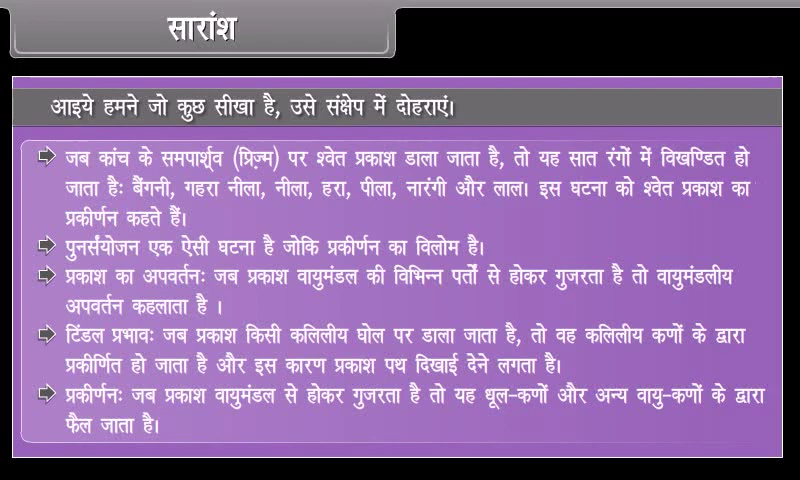 सारांश
आइये हमने जो कुछ सीखा है, उसे संक्षेप में दोहराएं।
जब कांच के समपार्श्र्व (प्रिज़्म) पर श्वेत प्रकाश डाला जाता है, तो यह सात रंगों में विखण्डित हो
जाता हैः बैंगनी, गहरा नीला, नीला, हरा, पीला, नारंगी और लाल। इस घटना को श्वेत प्रकाश का
प्रकीर्णन कहते हैं।
पुनर्संयोजन एक ऐसी घटना है जोकि प्रकीर्णन का विलोम है।
प्रकाश का अपवर्तनः जब प्रकाश वायुमंडल की विभिन्न पर्तों से होकर गुजरता है तो वायुमंडलीय
अपवर्तन कहलाता है ।
टिंडल प्रभावः जब प्रकाश किसी कलिलीय घोल पर डाला जाता है, तो वह कलिलीय कणों के द्वारा
प्रकीर्णित हो जाता है और इस कारण प्रकाश पथ दिखाई देने लगता है।
प्रकीर्णनः जब प्रकाश वायुमंडल से होकर गुजरता है तो यह धूल-कणों और अन्य वायु-कणों के द्वारा
फैल जाता है।